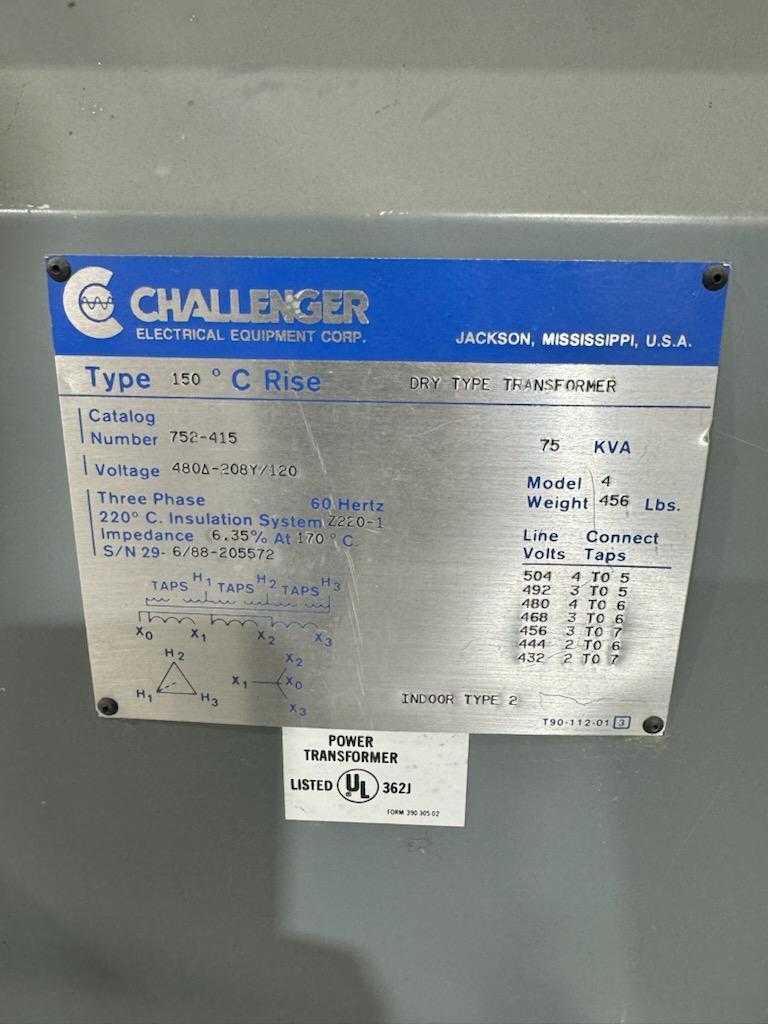 CHALLENGER
ELECTRICAL EQUIPMENT CORP.
JACKSON, MISSISSIPPI, U.S.A.
Type 150 ° C Rise DRY TYPE TRANSFORMER
Catalog
Number 752-415
75 KVA
Voltage 480Δ-208Y/120
Model 4
Weight 456 Lbs.
Three Phase 60 Hertz
220° C. Insulation System Z220-1
Impedance 6.35% At 170 ° C.
S/N 29- 6/88-205572
Line Connect
Volts Taps
504 4 TO 5
492 3 TO 5
480 4 TO 6
468 3 TO 6
456 3 TO 7
444 2 TO 6
432 2 TO 7
TAPS H1 TAPS H2 TAPS H3
X0 X1 X2 X3
H2
H1 H3
X2
X1 X0
X3
INDOOR TYPE 2
T90-112-01 3
POWER
TRANSFORMER
LISTED UL ® 362J
FORM 390 305 02